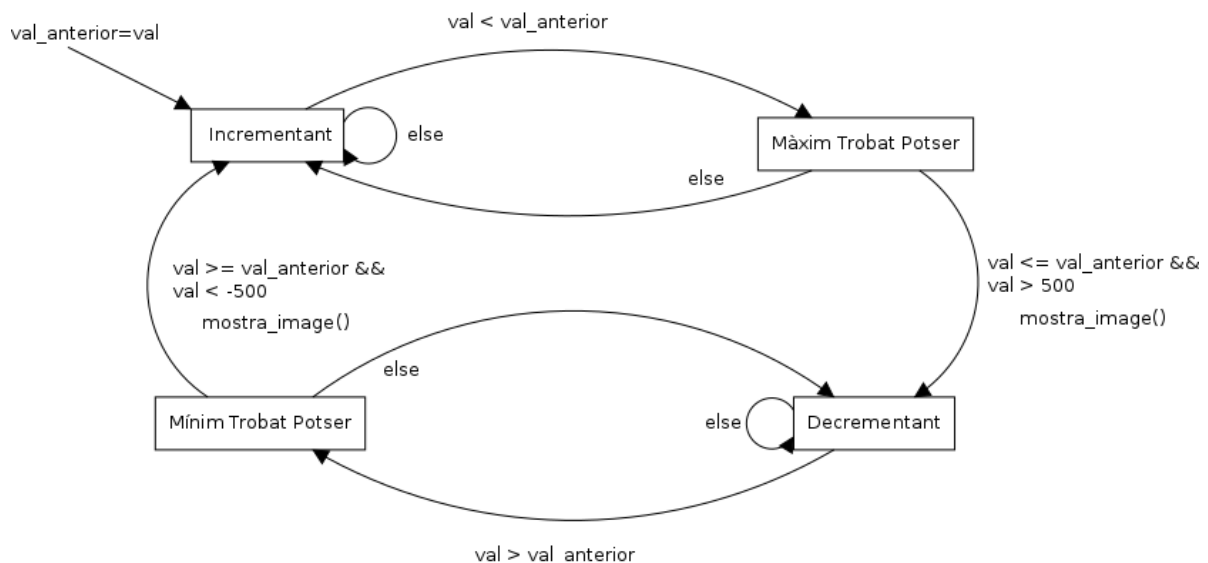 val < val_anterior
val_anterior=val
Incrementant
else
Màxim Trobat Potser
else
val >= val_anterior &&
val < -500
mostra_image()
val <= val_anterior &&
val > 500
mostra_image()
else
Mínim Trobat Potser
else
Decrementant
val > val_anterior